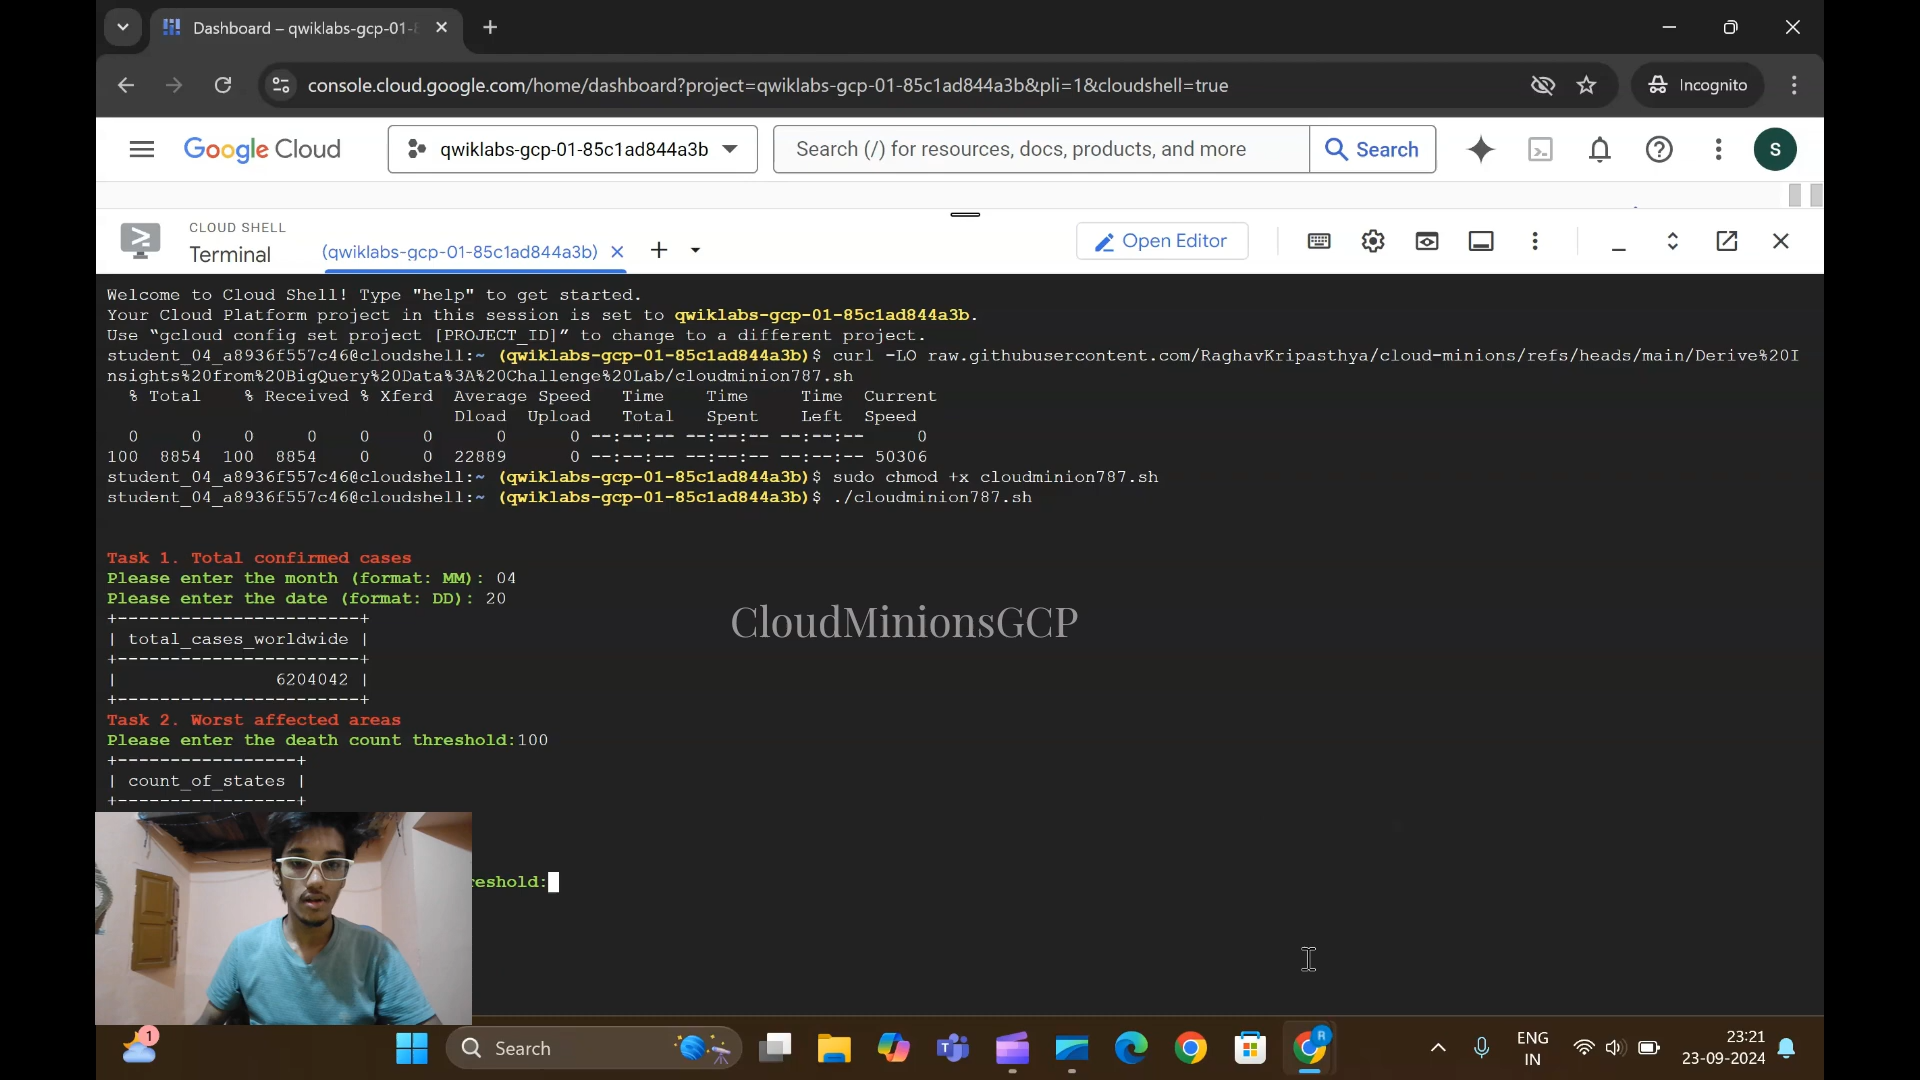 Dashboard – qwiklabs-gcp-01-
console.cloud.google.com/home/dashboard?project=qwiklabs-gcp-01-85c1ad844a3b&pli=1&cloudshell=true
Incognito
Google Cloud
qwiklabs-gcp-01-85c1ad844a3b
Search (/) for resources, docs, products, and more
Search
S
CLOUD SHELL
Terminal
(qwiklabs-gcp-01-85c1ad844a3b)
Open Editor
Welcome to Cloud Shell! Type "help" to get started.
Your Cloud Platform project in this session is set to qwiklabs-gcp-01-85c1ad844a3b.
Use “gcloud config set project [PROJECT_ID]” to change to a different project.
student_04_a8936f557c46@cloudshell:~ (qwiklabs-gcp-01-85c1ad844a3b)$ curl -LO raw.githubusercontent.com/RaghavKripasthya/cloud-minions/refs/heads/main/Derive%20I
nsights%20from%20BigQuery%20Data%3A%20Challenge%20Lab/cloudminion787.sh
% Total % Received % Xferd Average Speed Time Time Time Current
Dload Upload Total Spent Left Speed
0 0 0 0 0 0 0 0 --:--:-- --:--:-- --:--:-- 0
100 8854 100 8854 0 0 22889 0 --:--:-- --:--:-- --:--:-- 50306
student_04_a8936f557c46@cloudshell:~ (qwiklabs-gcp-01-85c1ad844a3b)$ sudo chmod +x cloudminion787.sh
student_04_a8936f557c46@cloudshell:~ (qwiklabs-gcp-01-85c1ad844a3b)$ ./cloudminion787.sh
Task 1. Total confirmed cases
Please enter the month (format: MM): 04
Please enter the date (format: DD): 20
+-----------------------+
| total_cases_worldwide |
+-----------------------+
| 6204042 |
+-----------------------+
CloudMinionsGCP
Task 2. Worst affected areas
Please enter the death count threshold:100
+-----------------+
| count_of_states |
+-----------------+
reshold:
1
Search
R
ENG
IN
23:21
23-09-2024